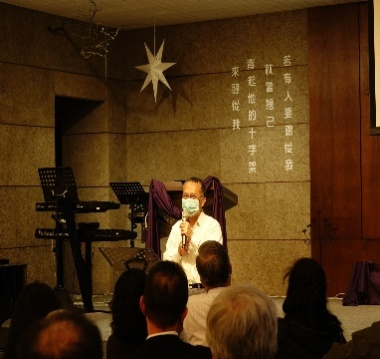 若有人要跟從我
就當捨己
背起他的十字架
來跟從我